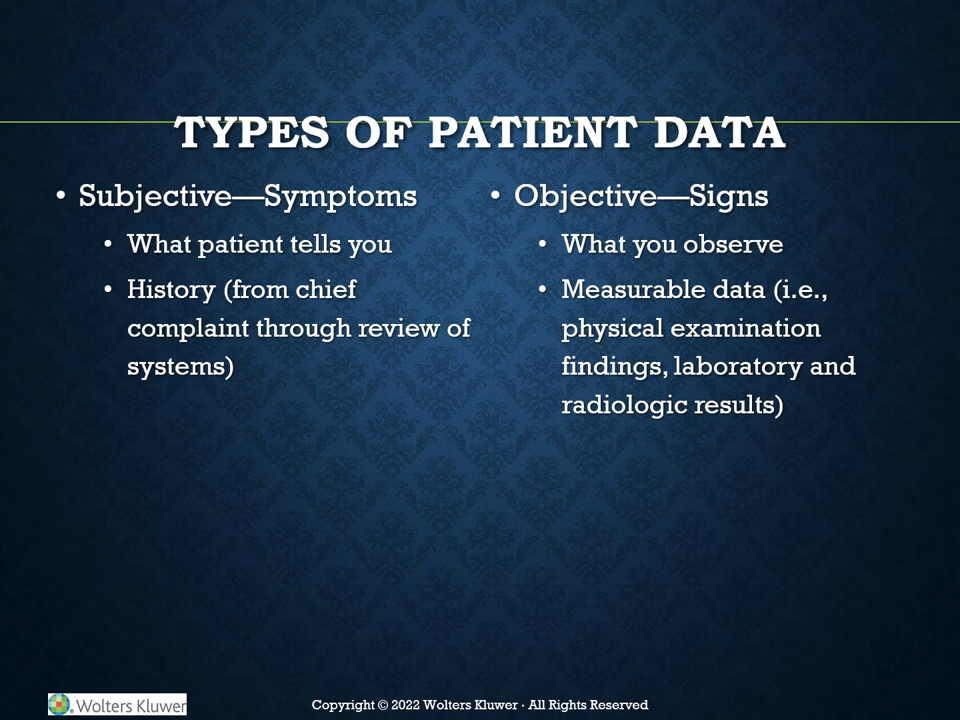 TYPES OF PATIENT DATA
• Subjective—Symptoms
• What patient tells you
• History (from chief
complaint through review of
systems)
• Objective—Signs
• What you observe
• Measurable data (i.e.,
physical examination
findings, laboratory and
radiologic results)
Wolters Kluwer
Copyright © 2022 Wolters Kluwer · All Rights Reserved